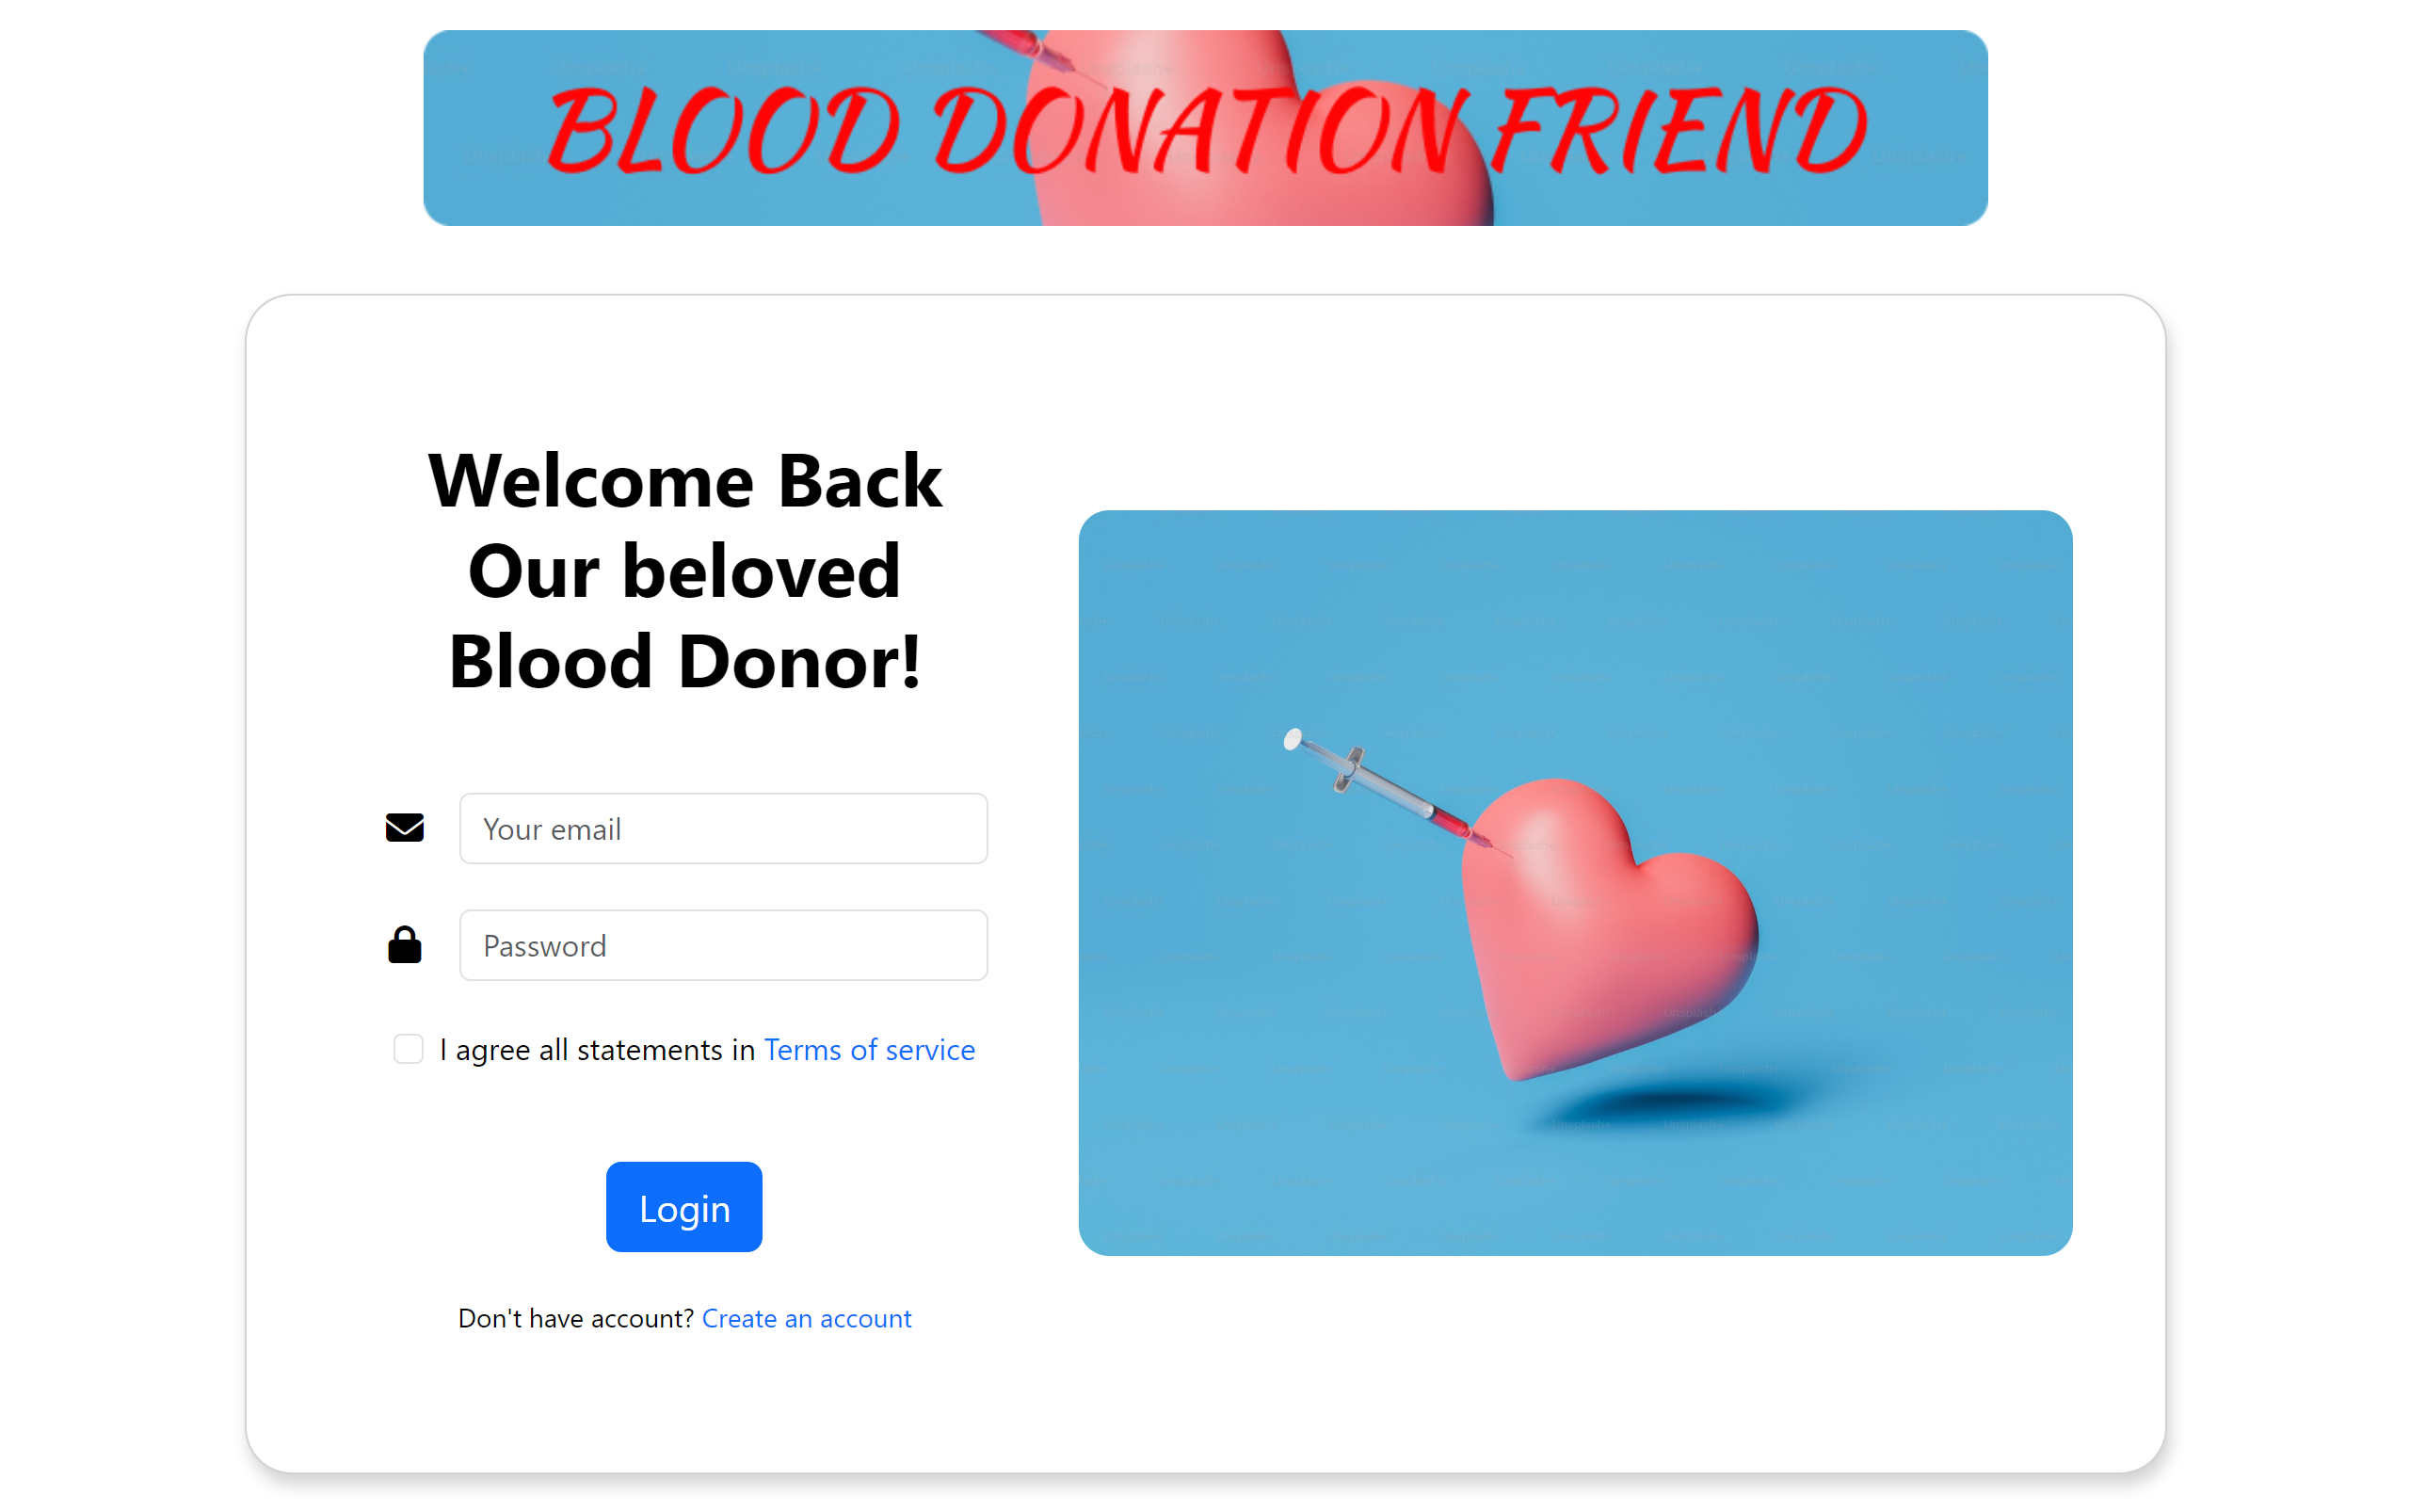 BLOOD DONATION FRIEND
Welcome Back
Our beloved
Blood Donor!
Your email
Password
I agree all statements in Terms of service
Login
Don't have account? Create an account